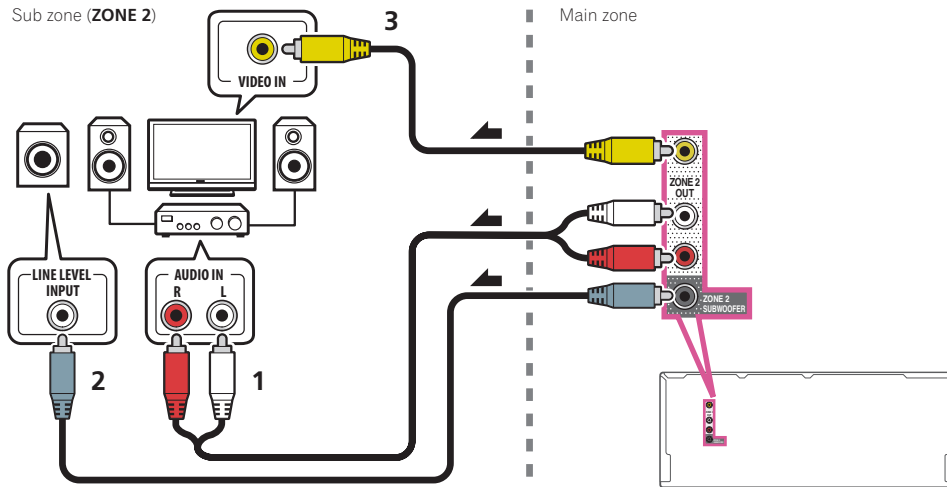 Sub zone (ZONE 2)
3
Main zone
VIDEO IN
ZONE 2
OUT
LINE LEVEL
INPUT
AUDIO IN
R L
ZONE 2
SUBWOOFER
2
1